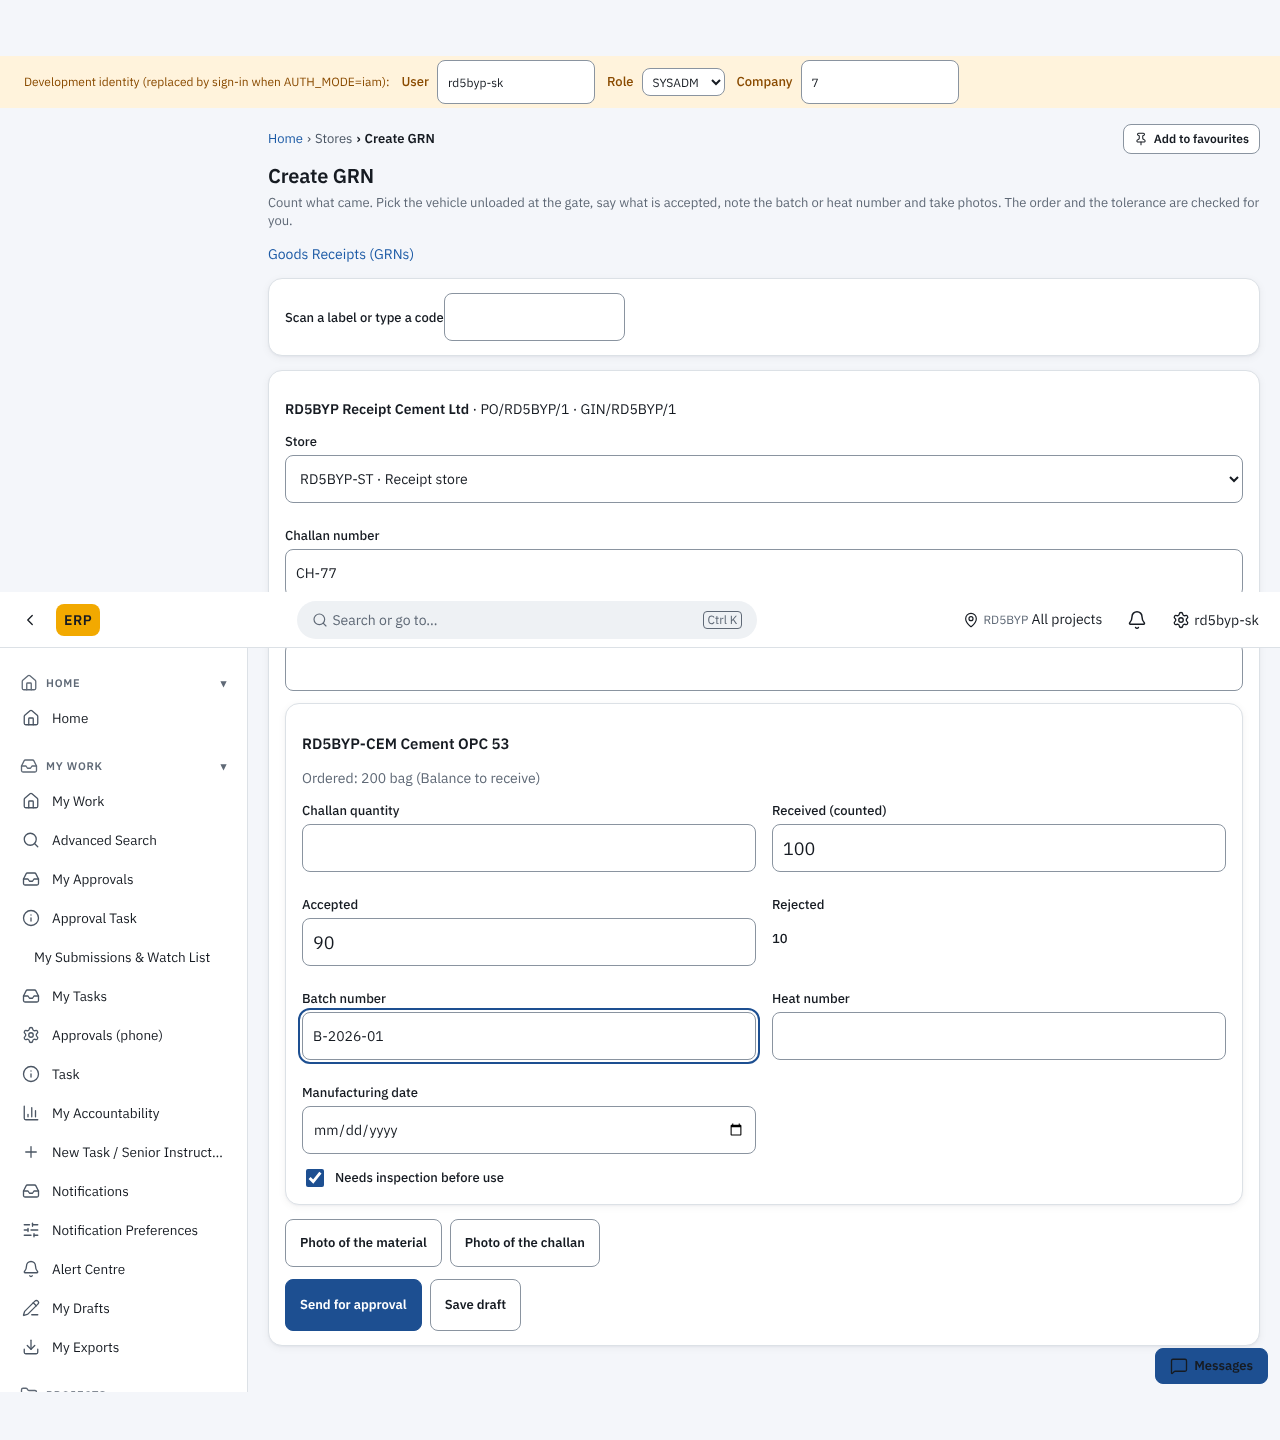 Development identity (replaced by sign-in when AUTH_MODE=iam): User rd5byp-sk Role SYSADM Company 7
Home › Stores › Create GRN
Add to favourites
Create GRN
Count what came. Pick the vehicle unloaded at the gate, say what is accepted, note the batch or heat number and take photos. The order and the tolerance are checked for
you.
Goods Receipts (GRNs)
Scan a label or type a code
RD5BYP Receipt Cement Ltd · PO/RD5BYP/1 · GIN/RD5BYP/1
Store
RD5BYP-ST · Receipt store
Challan number
CH-77
ERP
Search or go to...
Ctrl K
RD5BYP All projects
rd5byp-sk
HOME
Home
MY WORK
My Work
Advanced Search
My Approvals
Approval Task
My Submissions & Watch List
My Tasks
Approvals (phone)
Task
My Accountability
New Task / Senior Instruct...
Notifications
Notification Preferences
Alert Centre
My Drafts
My Exports
RD5BYP-CEM Cement OPC 53
Ordered: 200 bag (Balance to receive)
Challan quantity
Received (counted)
100
Accepted
90
Rejected
10
Batch number
B-2026-01
Heat number
Manufacturing date
mm/dd/yyyy
Needs inspection before use
Photo of the material
Photo of the challan
Send for approval
Save draft
Messages